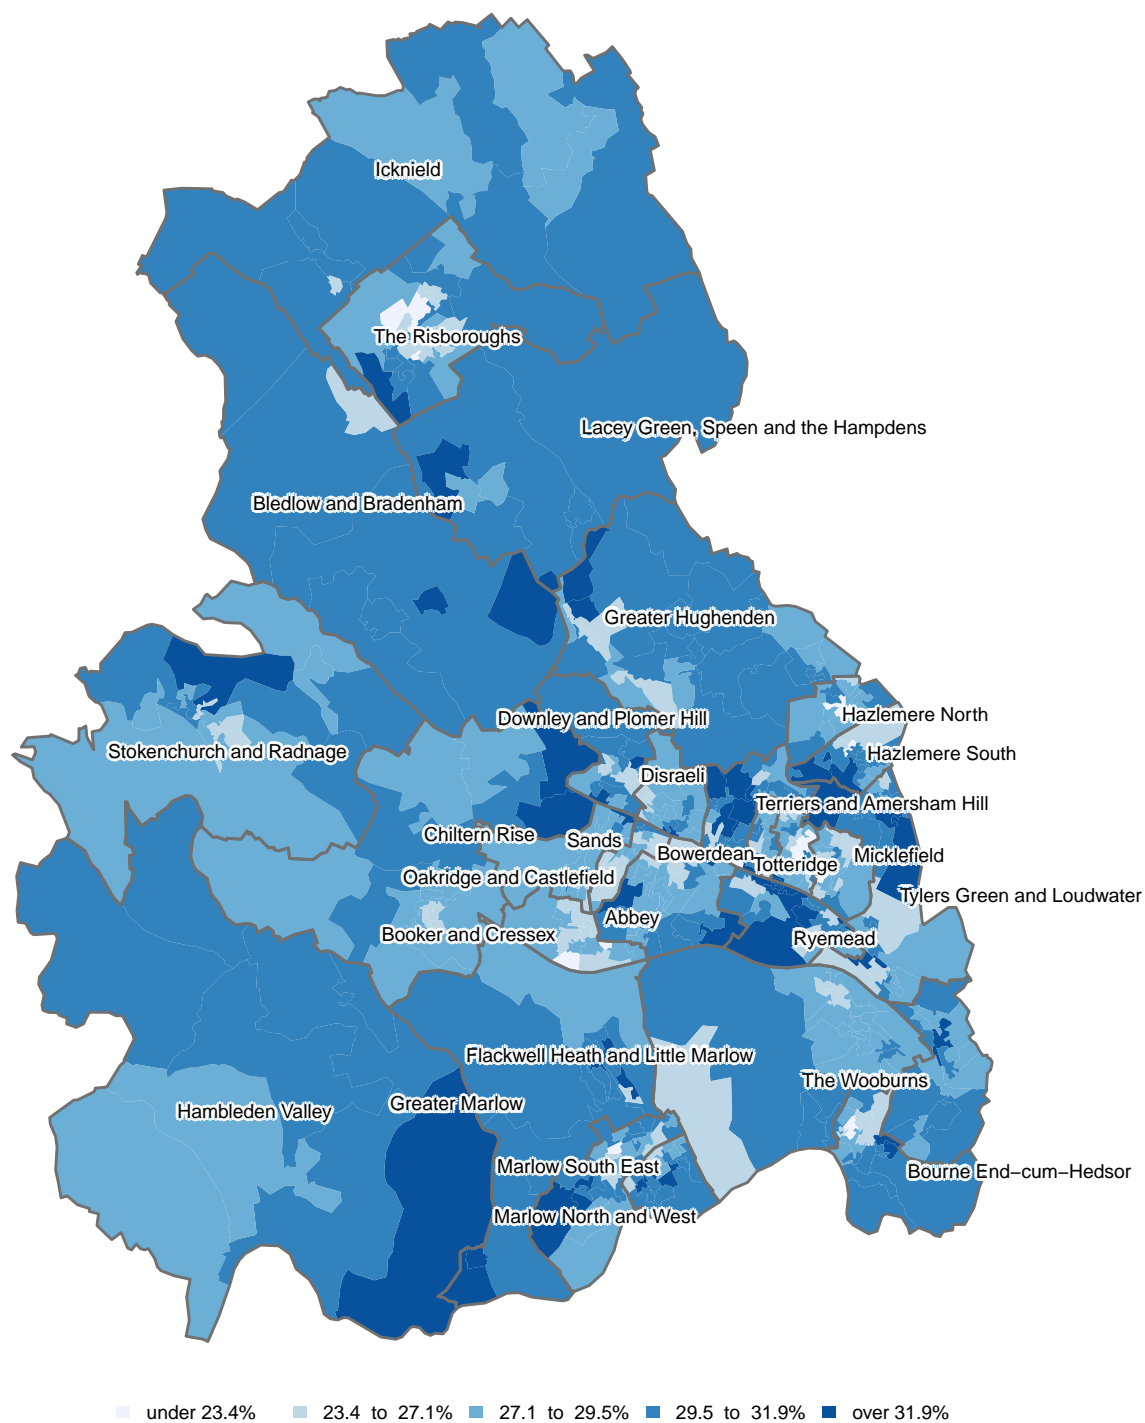 Icknield
The Risboroughs
Lacey Green, Speen and the Hampdens
Bledlow and Bradenham
Greater Hughenden
Hazlemere North
Downley and Plomer Hill
Stokenchurch and Radnage
Hazlemere South
Disraeli
Terriers and Amersham Hill
Chiltern Rise
Sands
Bowerdean
Micklefield
Totteridge
Oakridge and Castlefield
Tylers Green and Loudwater
Abbey
Booker and Cressex
Ryemead
Flackwell Heath and Little Marlow
The Wooburns
Greater Marlow
Hambleden Valley
Marlow South East
Bourne End−cum−Hedsor
Marlow North and West
under 23.4% 23.4 to 27.1% 27.1 to 29.5% 29.5 to 31.9% over 31.9%